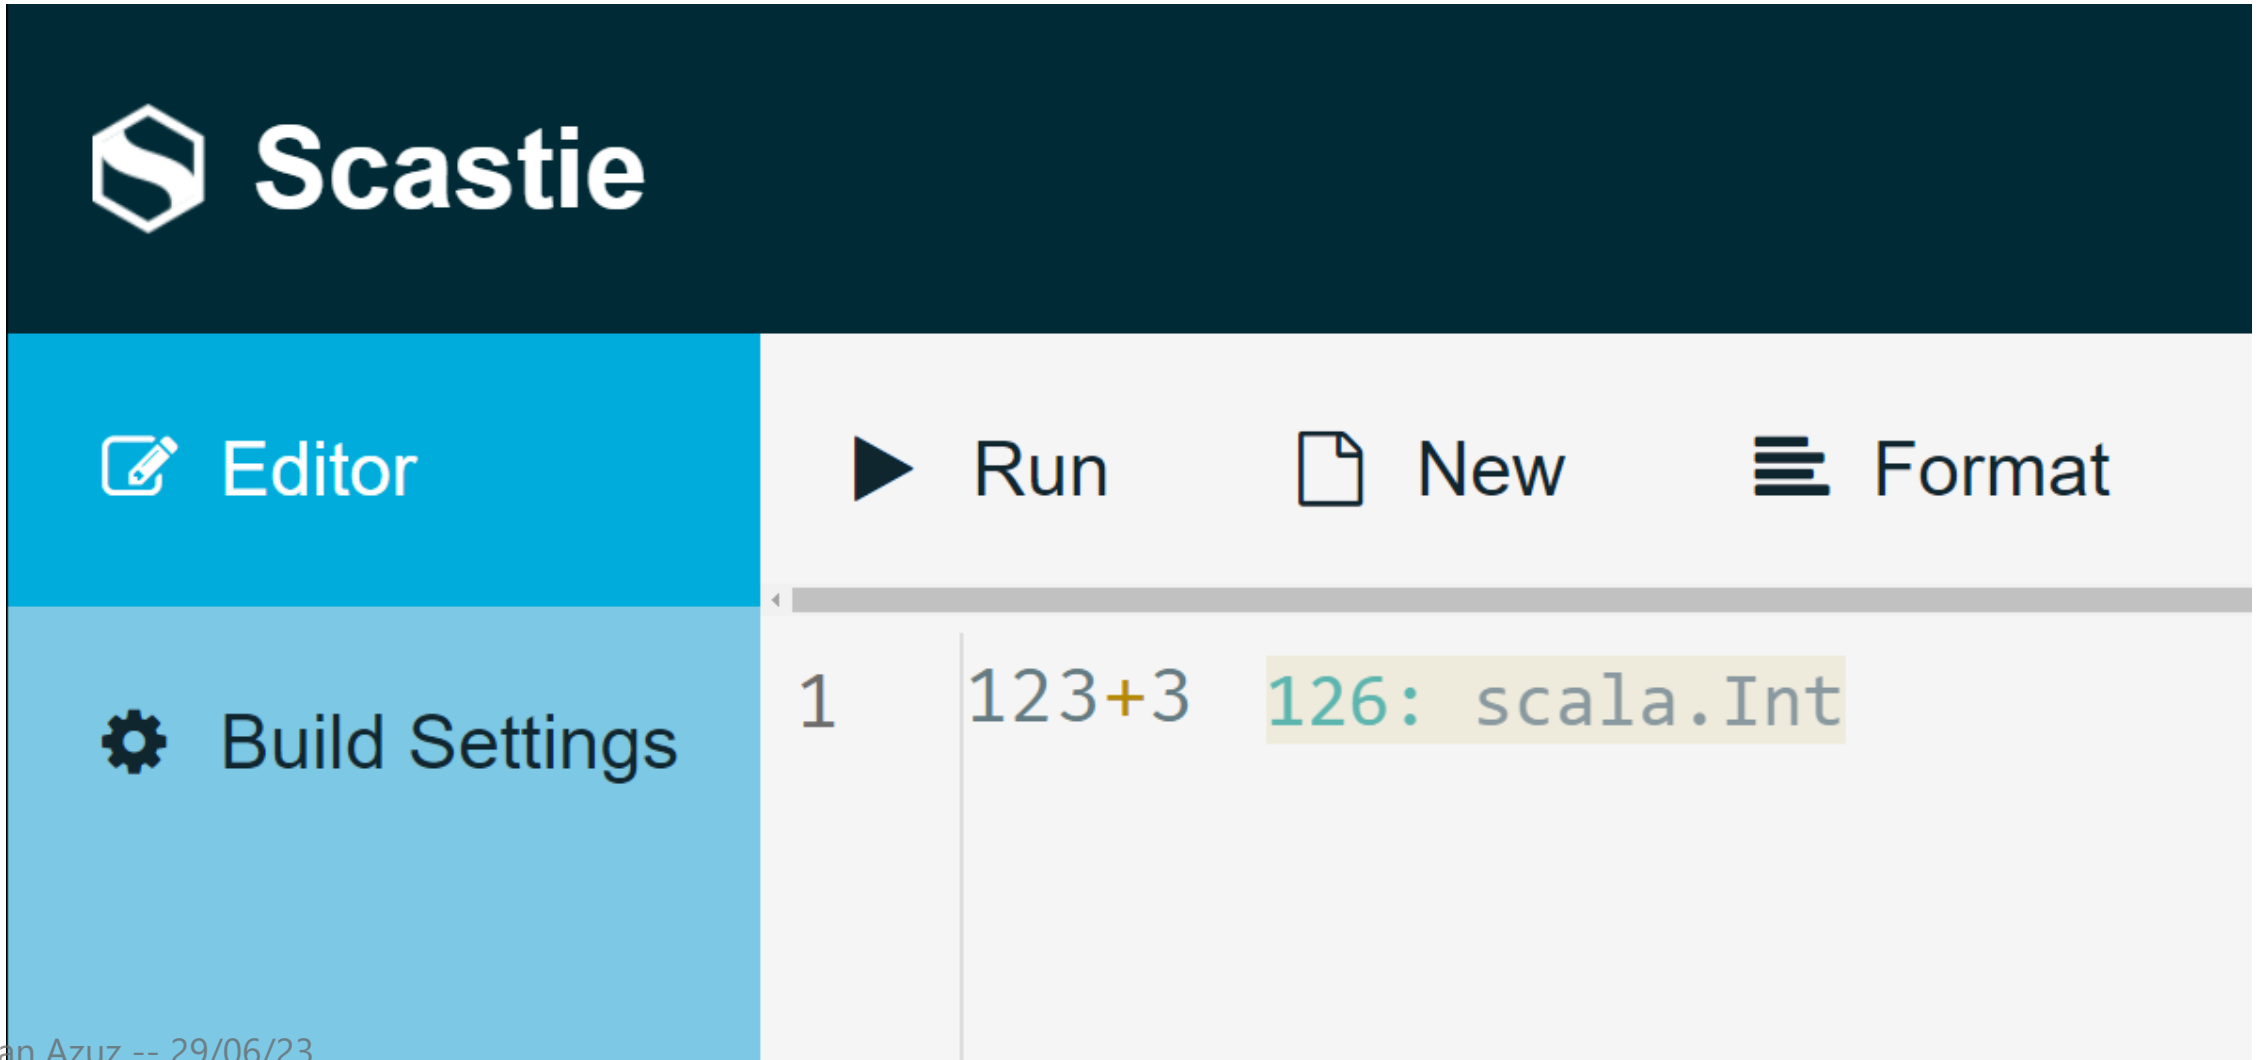 Scastie
Editor
Run New Format
1 123+3 126: scala.Int
Build Settings
Azuz -- 29/06/23